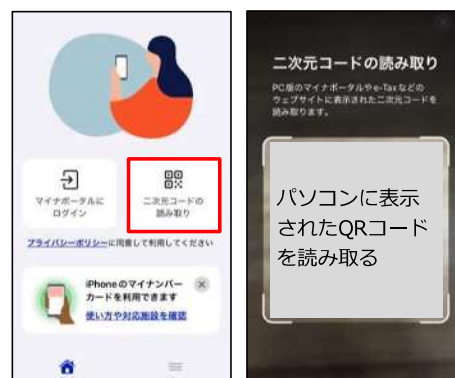 マイナポータルに
ログイン
二次元コードの
読み取り
プライバシーポリシーに同意して利用してください
iPhoneのマイナンバー
カードを利用できます
使い方や対応施設を確認
二次元コードの読み取り
PC版のマイナポータルやe-Taxなどの
ウェブサイトに表示された二次元コードを
読み取ります。
パソコンに表示
されたQRコード
を読み取る